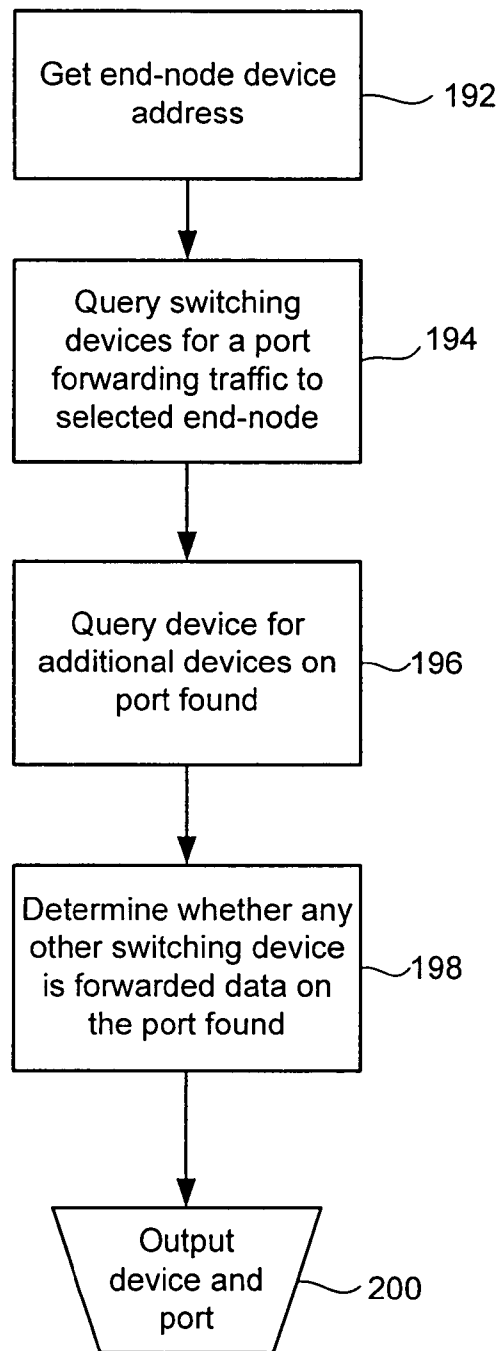 Get end-node device
address
192
Query switching
devices for a port
forwarding traffic to
selected end-node
194
Query device for
additional devices on
port found
196
Determine whether any
other switching device
is forwarded data on
the port found
198
Output
device and
port
200